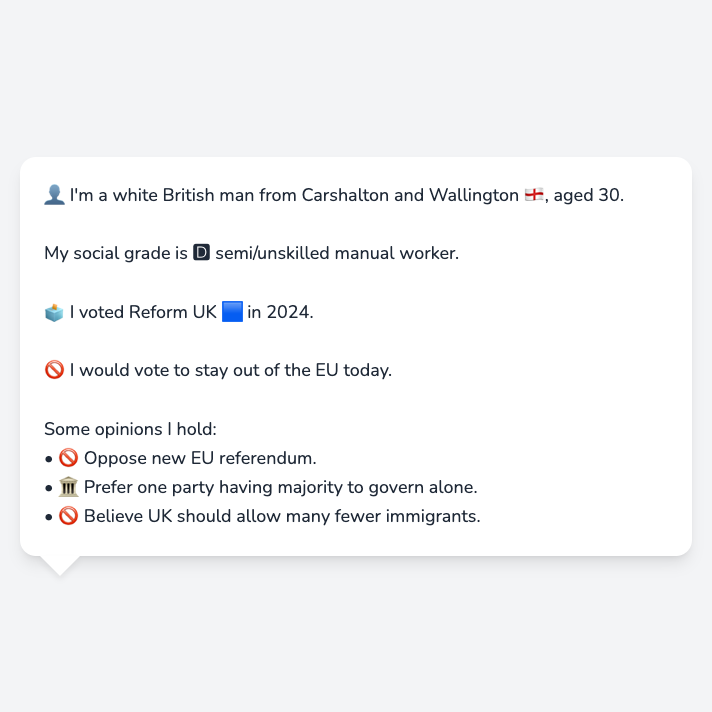 👤 I'm a white British man from Carshalton and Wallington 🏴󠁧󠁢󠁥󠁮󠁧󠁿, aged 30.
My social grade is 🅳 semi/unskilled manual worker.
🗳️ I voted Reform UK 🟦 in 2024.
🚫 I would vote to stay out of the EU today.
Some opinions I hold:
• 🚫 Oppose new EU referendum.
• 🏛️ Prefer one party having majority to govern alone.
• 🚫 Believe UK should allow many fewer immigrants.